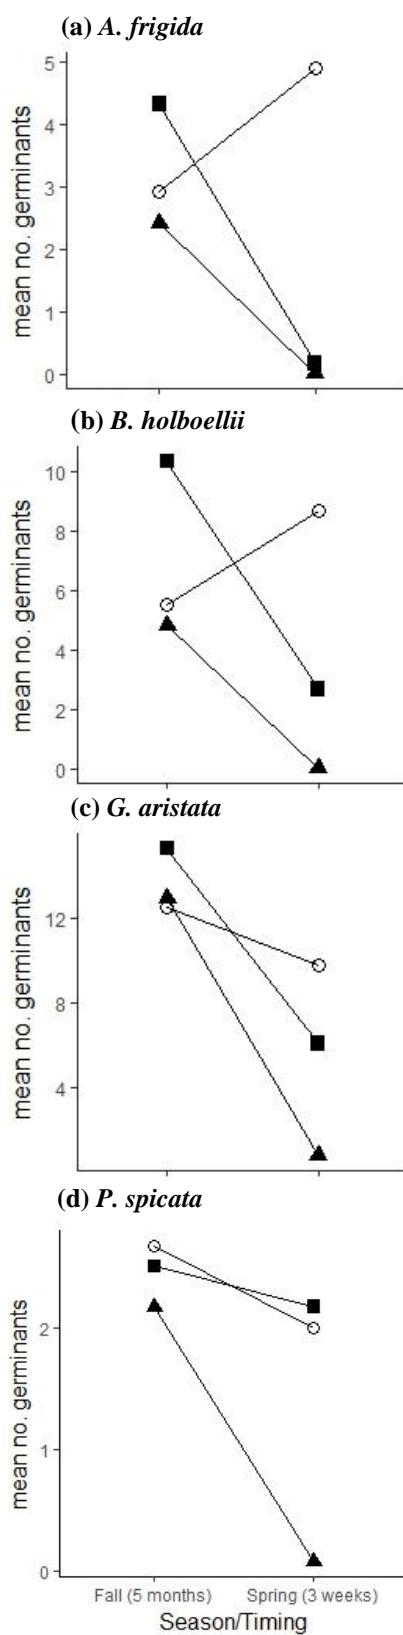 (a) A. frigida
5
4
3
2
1
0
mean no. germinants
(b) B. holboellii
10
8
6
4
2
0
mean no. germinants
(c) G. aristata
12
8
4
mean no. germinants
(d) P. spicata
2
1
0
mean no. germinants
Fall (5 months) Spring (3 weeks)
Season/Timing